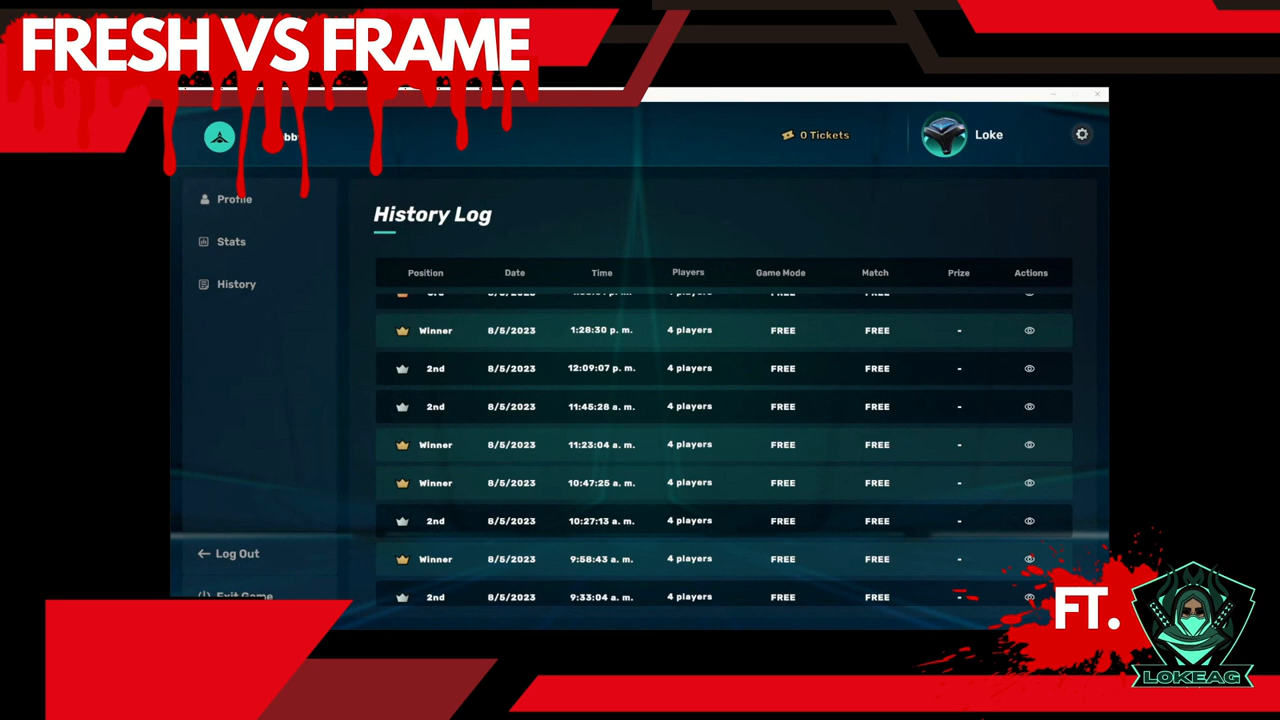 FRESH VS FRAME
0 Tickets
Loke
Profile
Stats
History
Log Out
Exit Game
History Log
Position Date Time Players Game Mode Match Prize Actions
Winner 8/5/2023 1:28:30 p. m. 4 players FREE FREE -
2nd 8/5/2023 12:09:07 p. m. 4 players FREE FREE -
2nd 8/5/2023 11:45:28 a. m. 4 players FREE FREE -
Winner 8/5/2023 11:23:04 a. m. 4 players FREE FREE -
Winner 8/5/2023 10:47:25 a. m. 4 players FREE FREE -
2nd 8/5/2023 10:27:13 a. m. 4 players FREE FREE -
Winner 8/5/2023 9:58:43 a. m. 4 players FREE FREE -
2nd 8/5/2023 9:33:04 a. m. 4 players FREE FREE -
FT.
LOKEAG